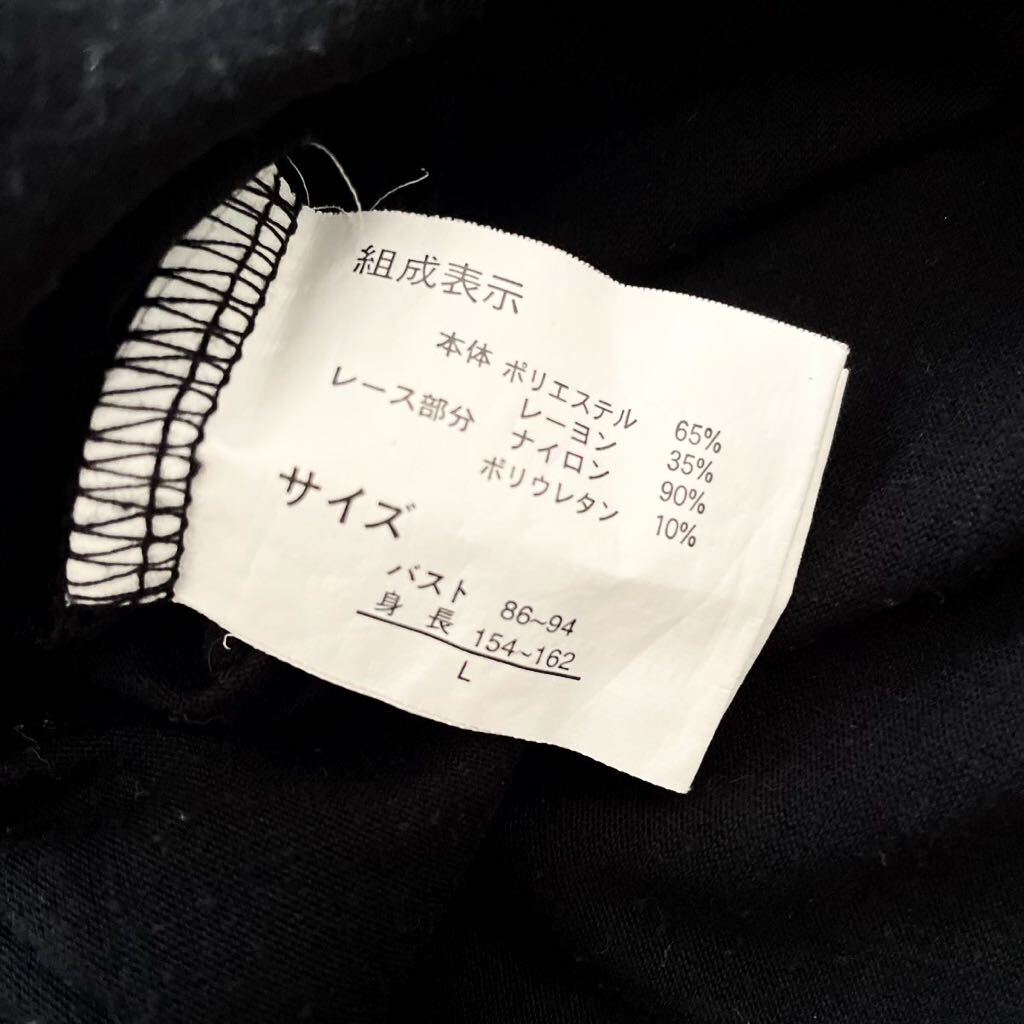 組成表示
本体 ポリエステル 65%
レーヨン 35%
レース部分 ナイロン 90%
ポリウレタン 10%
サイズ
バスト 86~94
身長 154~162
L